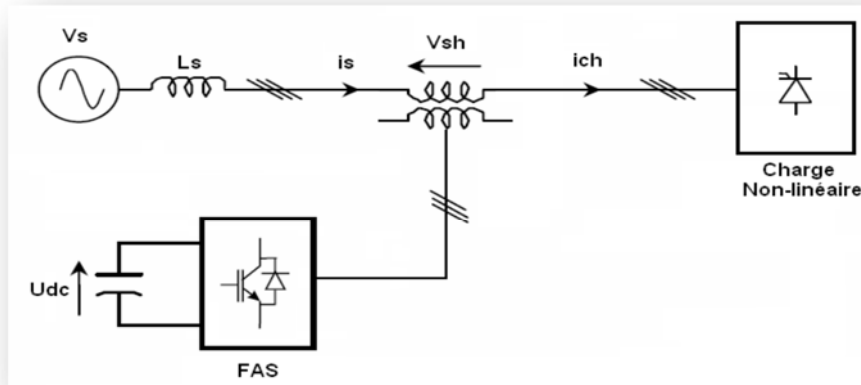 Vs
Ls
is
Vsh
ich
Charge
Non-linéaire
Udc
FAS